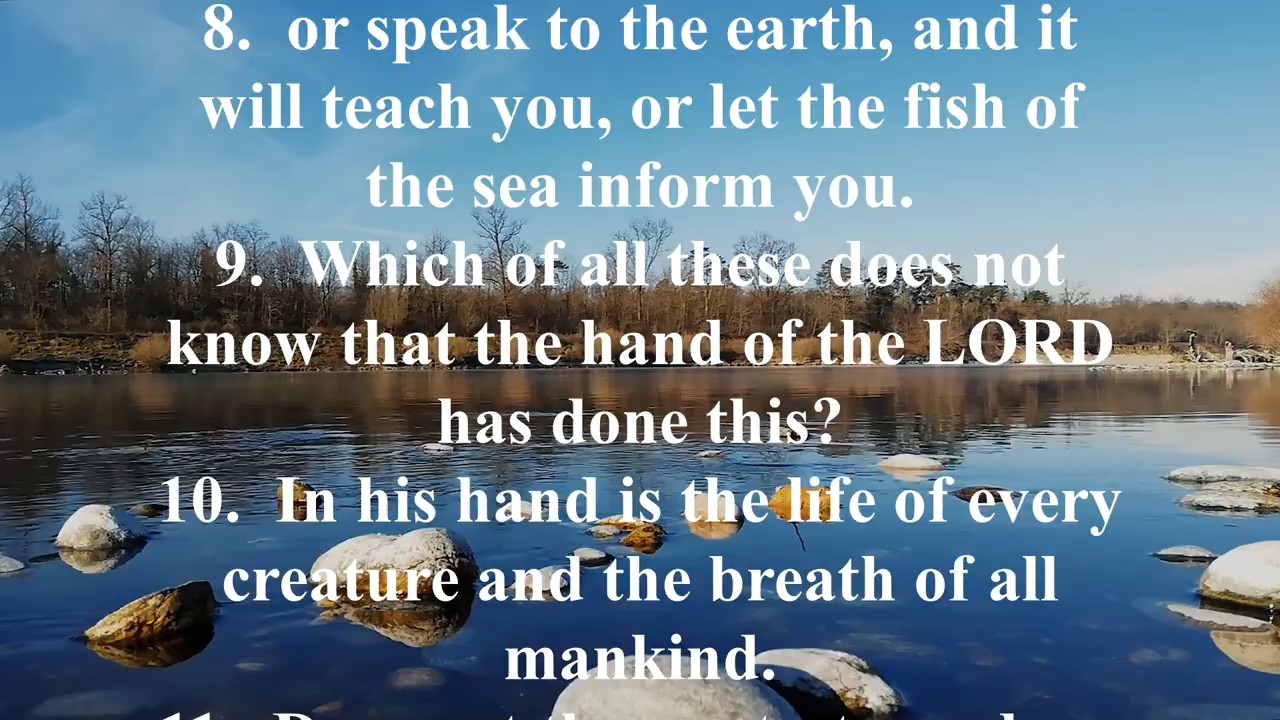 8.  or speak to the earth, and it
will teach you, or let the fish of
the sea inform you.
9.  Which of all these does not
know that the hand of the LORD
has done this?
10.  In his hand is the life of every
creature and the breath of all
mankind.